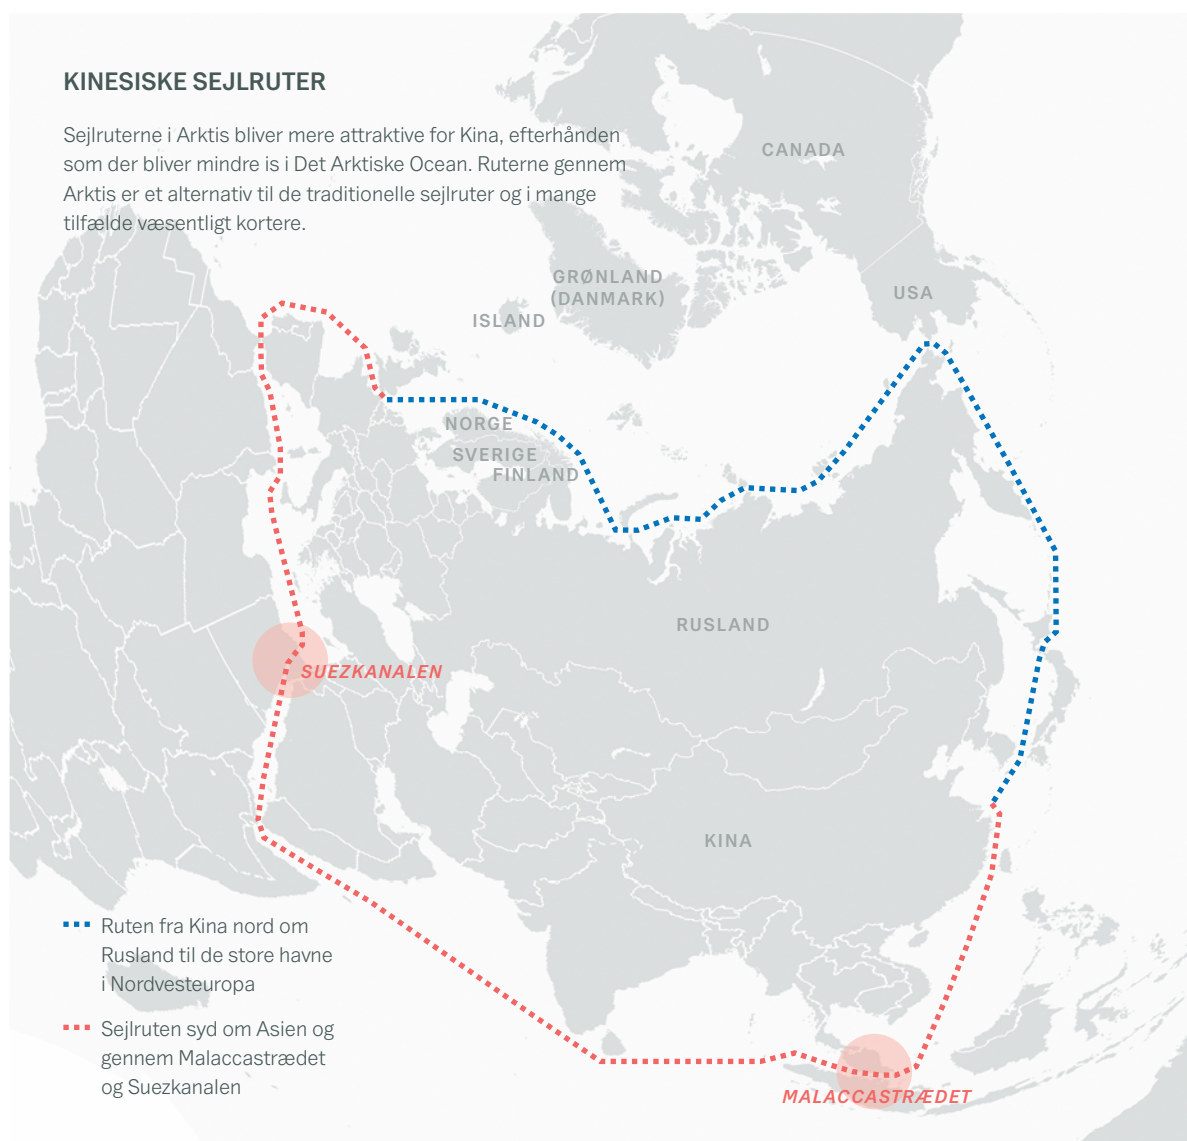 KINESISKE SEJLRUTER
Sejlruterne i Arktis bliver mere attraktive for Kina, efterhånden
som der bliver mindre is i Det Arktiske Ocean. Ruterne gennem
Arktis er et alternativ til de traditionelle sejlruter og i mange
tilfælde væsentligt kortere.
CANADA
GRØNLAND
(DANMARK)
USA
ISLAND
NORGE
SVERIGE
FINLAND
RUSLAND
SUEZKANALEN
KINA
Ruten fra Kina nord om
Rusland til de store havne
i Nordvesteuropa
Sejlruten syd om Asien og
gennem Malaccastrædet
og Suezkanalen
MALACCASTRÆDET